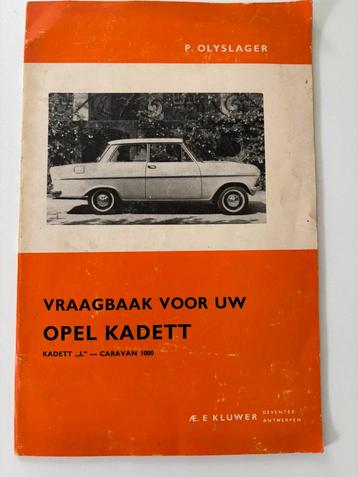 P. OLYSLAGER
VRAAGBAAK VOOR UW
OPEL KADETT
KADETT „L" — CARAVAN 1000
Æ. E KLUWER DEVENTER
ANTWERPEN